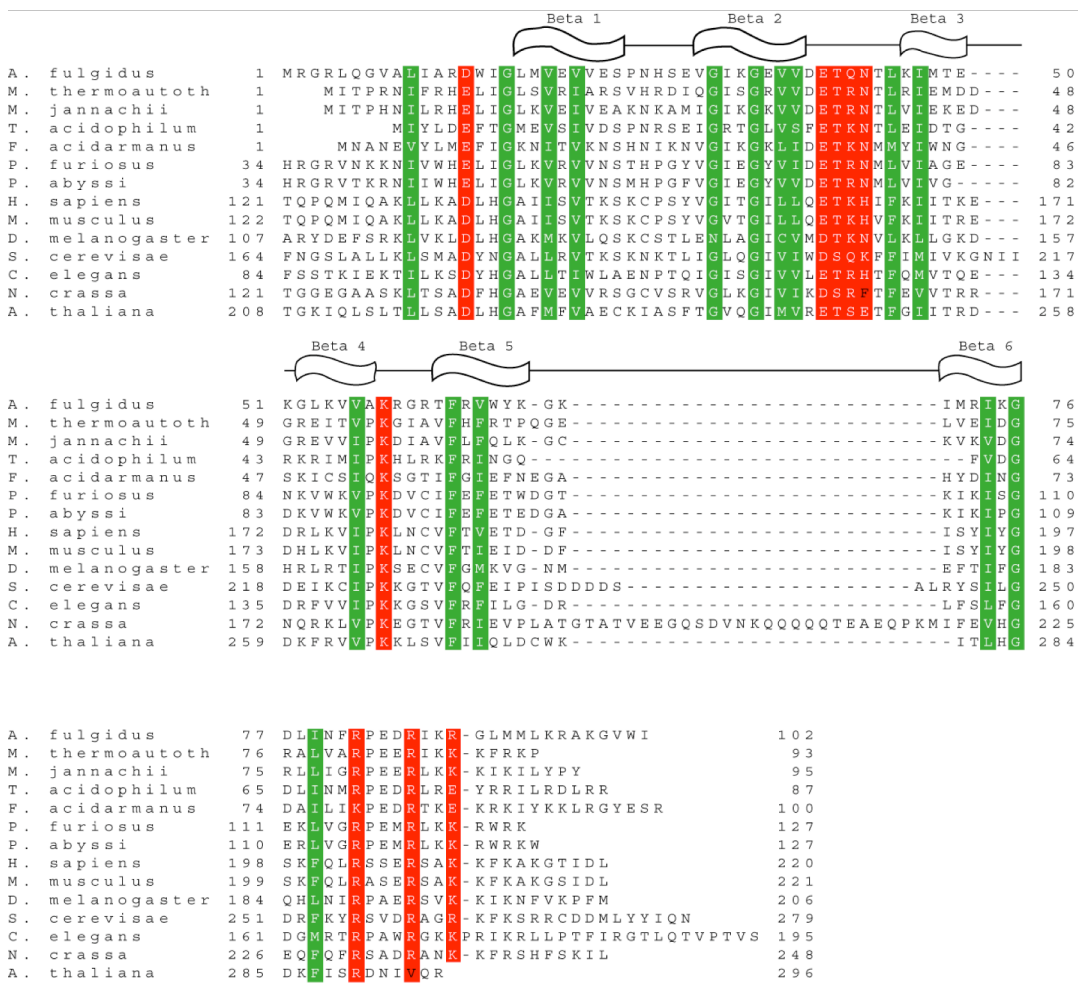 Beta 1 Beta 2 Beta 3
A. fulgidus 1 MRGRLQGVALIARDWIGLMVEVVESPNHSEVGIKGEVVDETQNTLKIMTE---- 50
M. thermoautoth 1 MITPRNIFRHELIGLSVRIARSVHRDIQGISGRVVDETRNTLRIEMDD--- 48
M. jannachii 1 MITPHNILRHELIGLKVEIVEAKNKAMIGIKGKVVDETRNTLVIEKED--- 48
T. acidophilum 1 MIYLDEFTGMEVSIVDSPNRSEIGRTGLVSFETKNTLEIDTG---- 42
F. acidarmanus 1 MNANEVYLMEFIGKNITVKNSHNIKNVGIKGKLIDETKNMMYIWNG---- 46
P. furiosus 34 HRGRVNKKNIVWHELIGLKVRVVNSTHPGYVGIEGYVIDETRNMLVIAGE---- 83
P. abyssi 34 HRGRVTKRNIIWHELIGLKVRVVNSMHPGFVGIEGYVVDETRNMLVIVG----- 82
H. sapiens 121 TQPQMIQAKLLKADLHGAIISVTKSKCPSYVGITGILLQETKHIFKIITKE--- 171
M. musculus 122 TQPQMIQAKLLKADLHGAIISVTKSKCPSYVGVTGILLQETKHVFKIITRE--- 172
D. melanogaster 107 ARYDEFSRKLVKLDLHGAKMKVLQSKCSTLENLAGICVMDTKNVLKLLGKD--- 157
S. cerevisae 164 FNGSLALLKLSMADYNGALLRVTKSKNKTLIGLQGIVIWDSQKFFIMIVKGNII 217
C. elegans 84 FSSTKIEKTILKSDYHGALLTIWLAENPTQIGISGIVVLETRHTFQMVTQE--- 134
N. crassa 121 TGGEGAASKLTSADFHGAEVEVVRSGCVSRVGLKGIVIKDSRFTFEVVTRR--- 171
A. thaliana 208 TGKIQLSLTLLSADLHGAFMFVAECKIASFTGVQGIMVRETSETFGIITRD--- 258
Beta 4 Beta 5 Beta 6
A. fulgidus 51 KGLKVVAKRGRTFRVWYK-GK----------------------------IMRIKG 76
M. thermoautoth 49 GREITVPKGIAVFHFRTPQGE----------------------------LVEIDG 75
M. jannachii 49 GREVVIPKDIAVFLFQLK-GC----------------------------VKVDG 74
T. acidophilum 43 RKRIMIPKHLRKFRINGQ--------------------------------FVDG 64
F. acidarmanus 47 SKICSIQKSGTIFGIEFNEGA----------------------------HYDING 73
P. furiosus 84 NKVWKVPKDVCIFEFETWDGT----------------------------KIKISG 110
P. abyssi 83 DKVWKVPKDVCIFEFETEDGA----------------------------KIKIPG 109
H. sapiens 172 DRLKVIPKLNCVFTVETD-GF----------------------------ISYIYG 197
M. musculus 173 DHLKVIPKLNCVFTIEID-DF----------------------------ISYIYG 198
D. melanogaster 158 HRLRTIPKSECVFGMKVG-NM----------------------------EFTIFG 183
S. cerevisae 218 DEIKCIPKKGTVFQFEIPISDDDDS----------------------ALRYSILG 250
C. elegans 135 DRFVVIPKKGSVFRFILG-DR----------------------------LFSLFG 160
N. crassa 172 NQRKLVPKEGTVFRIEVPLATGTATVEEGQSDVNKQQQQQTEAEQPKMIFEVHG 225
A. thaliana 259 DKFRVVPKKLSVFIIQLDCWK-----------------------------ITLHG 284
A. fulgidus 77 DLINFRPEDRIKR-GLMMLKRAKGVWI 102
M. thermoautoth 76 RALVARPEERIKK-KFRKP 93
M. jannachii 75 RLLIGRPEERLKK-KIKILYPY 95
T. acidophilum 65 DLINMRPEDRLRE-YRRILRDLRR 87
F. acidarmanus 74 DAILIKPEDRTKE-KRKIYKKLRGYESR 100
P. furiosus 111 EKLVGRPEMRLKK-RWRK 127
P. abyssi 110 ERLVGRPEMRLKK-RWRKW 127
H. sapiens 198 SKFQLRSSERSAK-KFKAKGTIDL 220
M. musculus 199 SKFQLRASERSAK-KFKAKGSIDL 221
D. melanogaster 184 QHLNIRPAERSVK-KIKNFVKPFM 206
S. cerevisae 251 DRFKYRSVDRAGR-KFKSRRCDDMLYYIQN 279
C. elegans 161 DGMRTRPAWRGKKPRIKRLLPTFIRGTLQTVPTVS 195
N. crassa 226 EQFQFRSADRANK-KFRSHFSKIL 248
A. thaliana 285 DKFISRDNIVQR 296